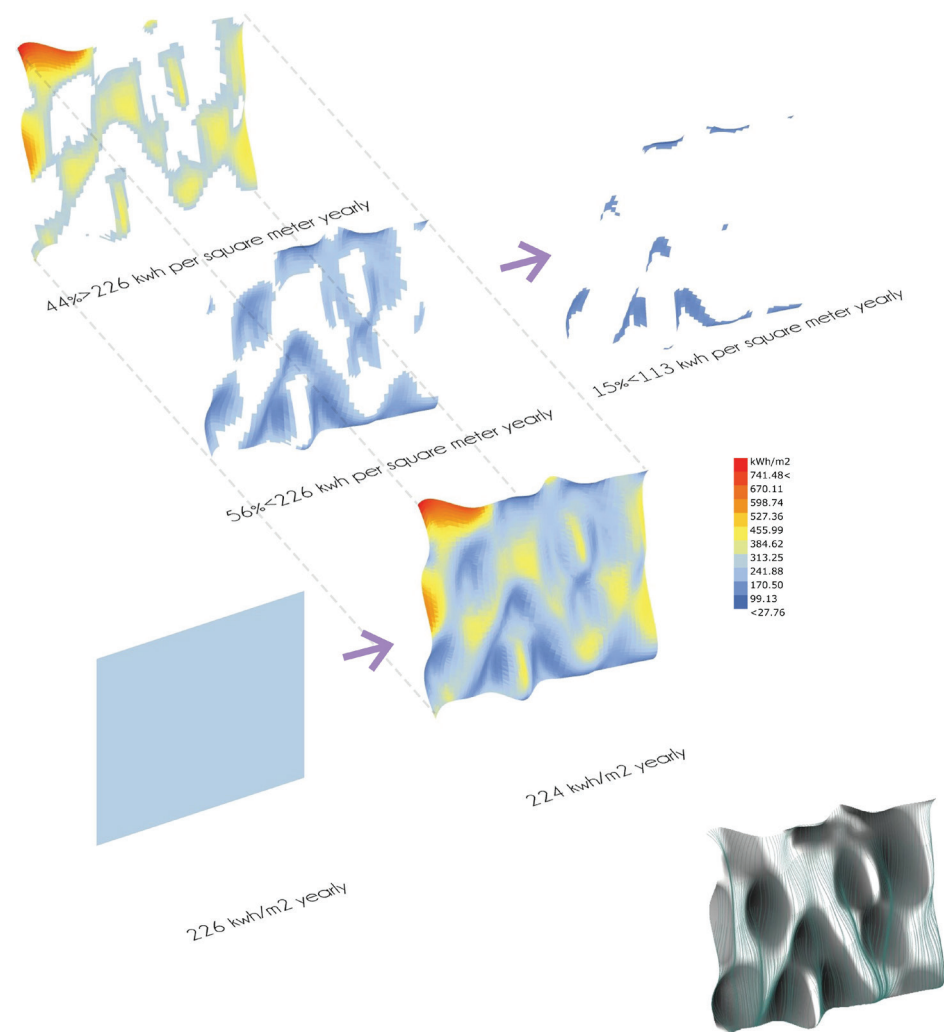 44%>226 kwh per square meter yearly
15%<113 kwh per square meter yearly
56%<226 kwh per square meter yearly
kWh/m2
741.48<
670.11
598.74
527.36
455.99
384.62
313.25
241.88
170.50
99.13
<27.76
224 kwh/m2 yearly
226 kwh/m2 yearly